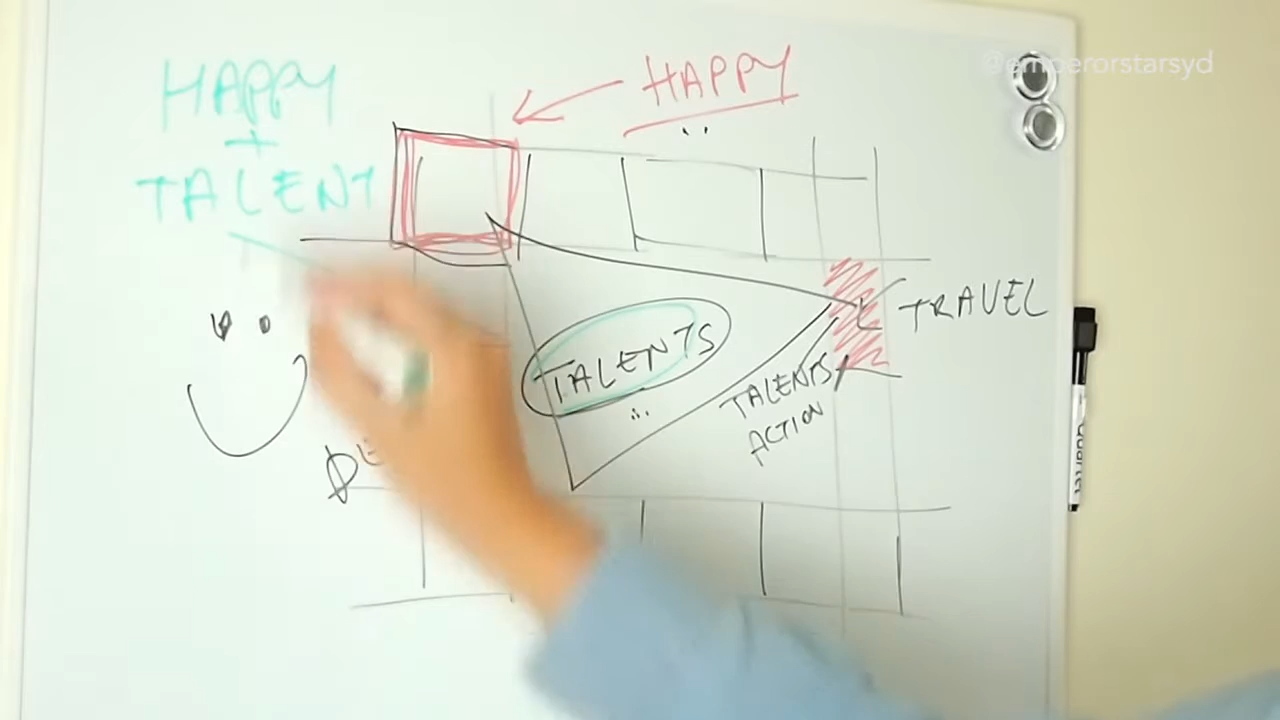 @emperorstarsyd
HAPPY
+
TALENT
HAPPY
TRAVEL
TALENTS
TALENTS
ACTION